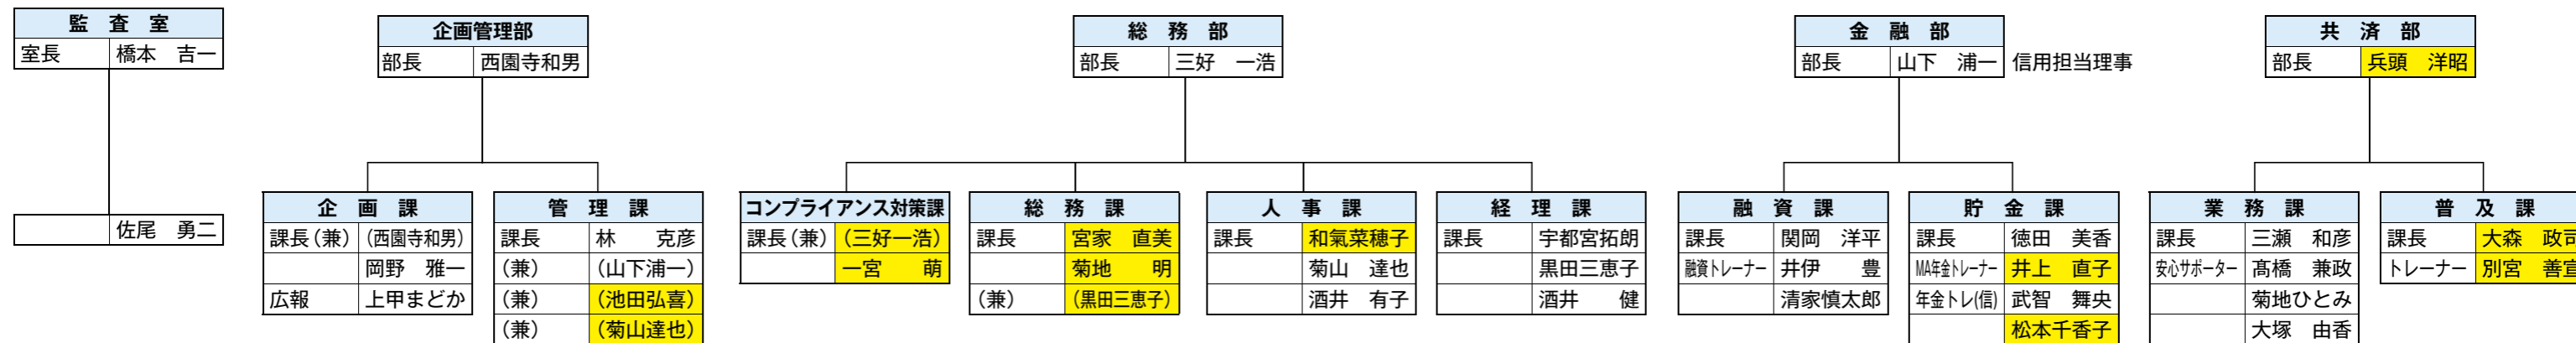 監　査　室
室長　橋本　吉一
佐尾　勇二
企画管理部
部長　西園寺和男
企　画　課
課長（兼）　（西園寺和男）
岡野　雅一
広報　上甲まどか
管　理　課
課長　林　　克彦
（兼）　（山下浦一）
（兼）　（池田弘喜）
（兼）　（菊山達也）
総　務　部
部長　三好　一浩
コンプライアンス対策課
課長（兼）　（三好一浩）
一宮　　萌
総　務　課
課長　宮家　直美
菊地　　明
（兼）　（黒田三恵子）
人　事　課
課長　和氣菜穂子
菊山　達也
酒井　有子
経　理　課
課長　宇都宮拓朗
黒田三恵子
酒井　　健
金　融　部
部長　山下　浦一　信用担当理事
融　資　課
課長　関岡　洋平
融資トレーナー　井伊　　豊
清家慎太郎
貯　金　課
課長　徳田　美香
MA年金トレーナー　井上　直子
年金トレ(信)　武智　舞央
松本千香子
共　済　部
部長　兵頭　洋昭
業　務　課
課長　三瀬　和彦
安心サポーター　髙橋　兼政
菊地ひとみ
大塚　由香
普　及　課
課長　大森　政司
トレーナー　別宮　善宣